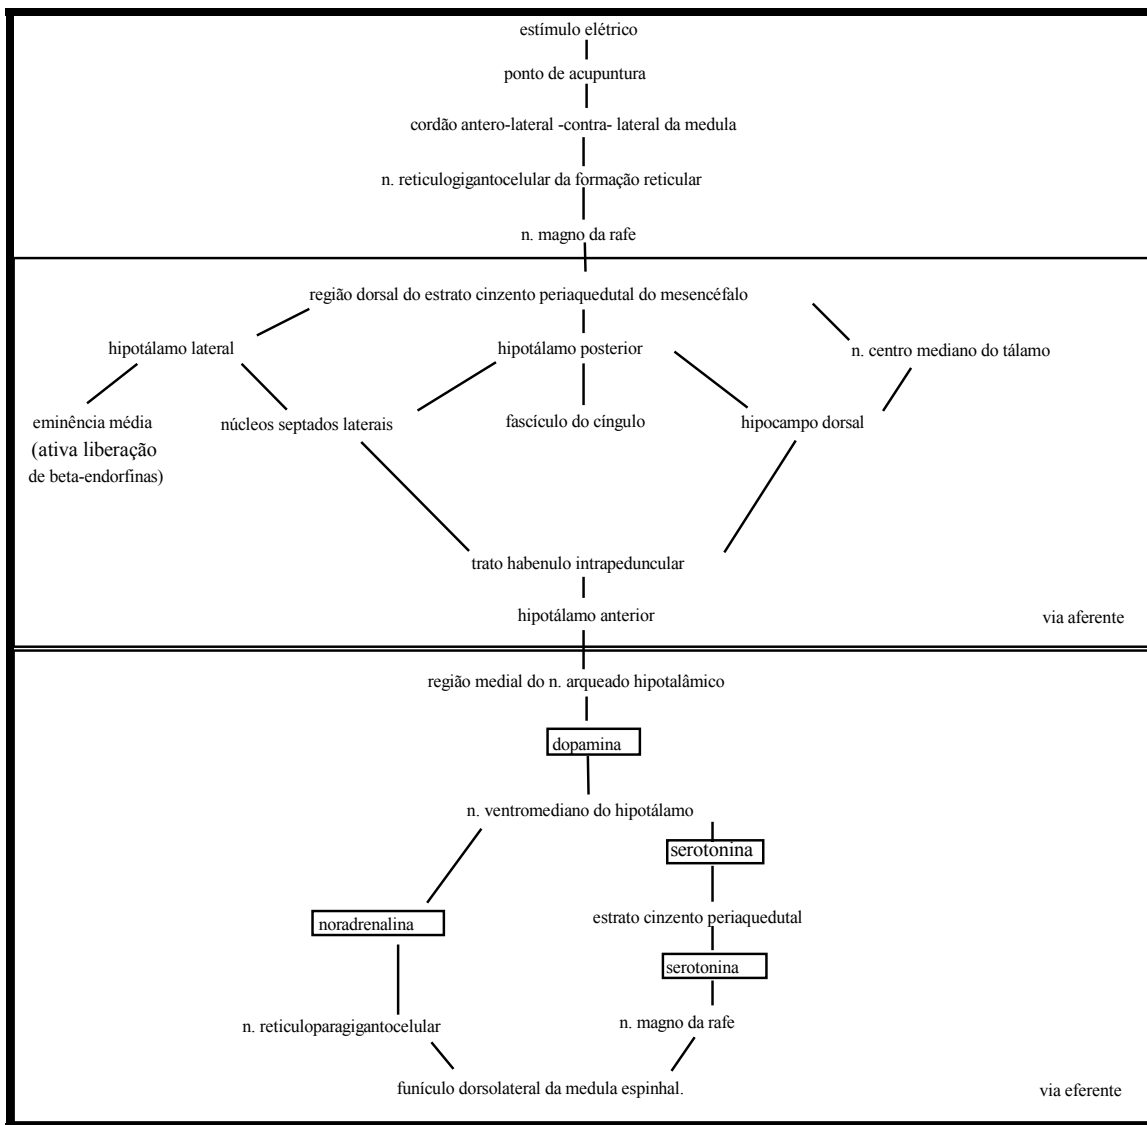 estímulo elétrico
ponto de acupuntura
cordão antero-lateral -contra- lateral da medula
n. reticulogigantocelular da formação reticular
n. magno da rafe
região dorsal do estrato cinzento periaquedutal do mesencéfalo
hipotálamo lateral
hipotálamo posterior
n. centro mediano do tálamo
eminência média
(ativa liberação
de beta-endorfinas)
núcleos septados laterais
fascículo do cíngulo
hipocampo dorsal
trato habenulo intrapeduncular
hipotálamo anterior
via aferente
região medial do n. arqueado hipotalâmico
dopamina
n. ventromediano do hipotálamo
serotonina
noradrenalina
estrato cinzento periaquedutal
serotonina
n. reticuloparagigantocelular
n. magno da rafe
funículo dorsolateral da medula espinhal.
via eferente